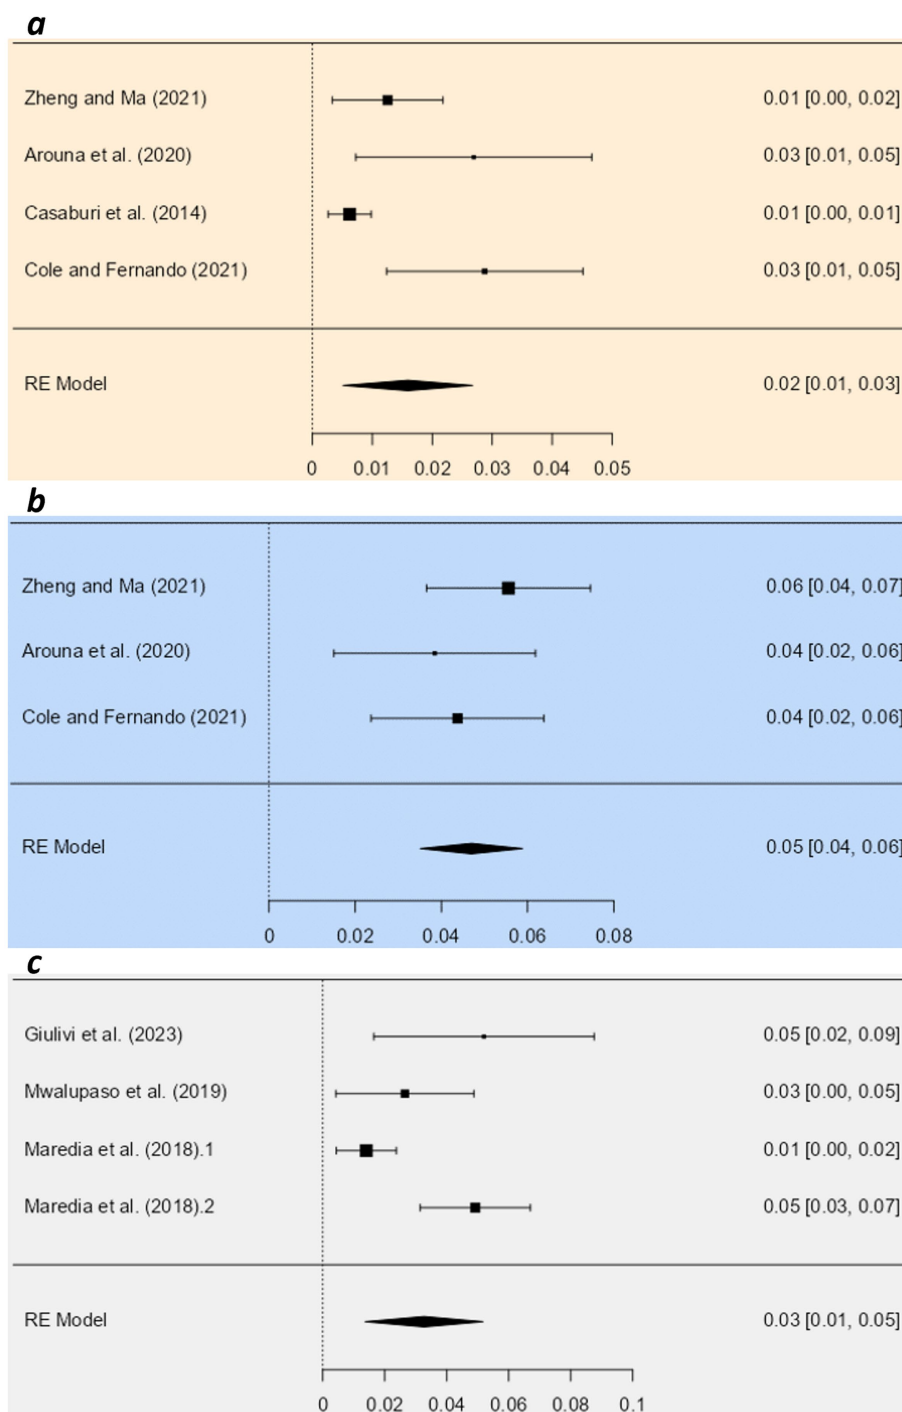 a
Zheng and Ma (2021) 0.01 [0.00, 0.02]
Arouna et al. (2020) 0.03 [0.01, 0.05]
Casaburi et al. (2014) 0.01 [0.00, 0.01]
Cole and Fernando (2021) 0.03 [0.01, 0.05]
RE Model 0.02 [0.01, 0.03]
0 0.01 0.02 0.03 0.04 0.05
b
Zheng and Ma (2021) 0.06 [0.04, 0.07]
Arouna et al. (2020) 0.04 [0.02, 0.06]
Cole and Fernando (2021) 0.04 [0.02, 0.06]
RE Model 0.05 [0.04, 0.06]
0 0.02 0.04 0.06 0.08
c
Giulivi et al. (2023) 0.05 [0.02, 0.09]
Mwalupaso et al. (2019) 0.03 [0.00, 0.05]
Maredia et al. (2018).1 0.01 [0.00, 0.02]
Maredia et al. (2018).2 0.05 [0.03, 0.07]
RE Model 0.03 [0.01, 0.05]
0 0.02 0.04 0.06 0.08 0.1